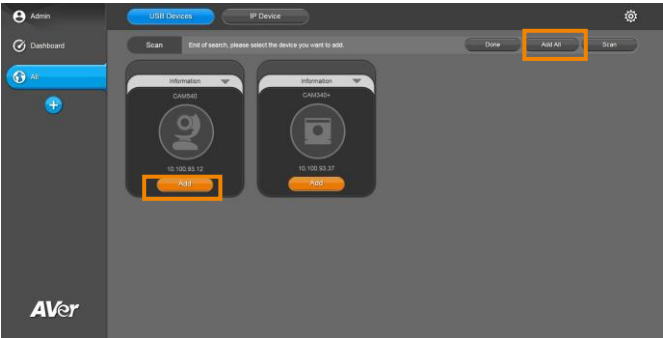 Admin
USB Devices
IP Device
Dashboard
Scan
End of search, please select the device you want to add.
Done
Add All
Scan
All
Information
Information
CAM540
CAM340+
10.100.93.12
10.100.93.37
Add
Add
AVer